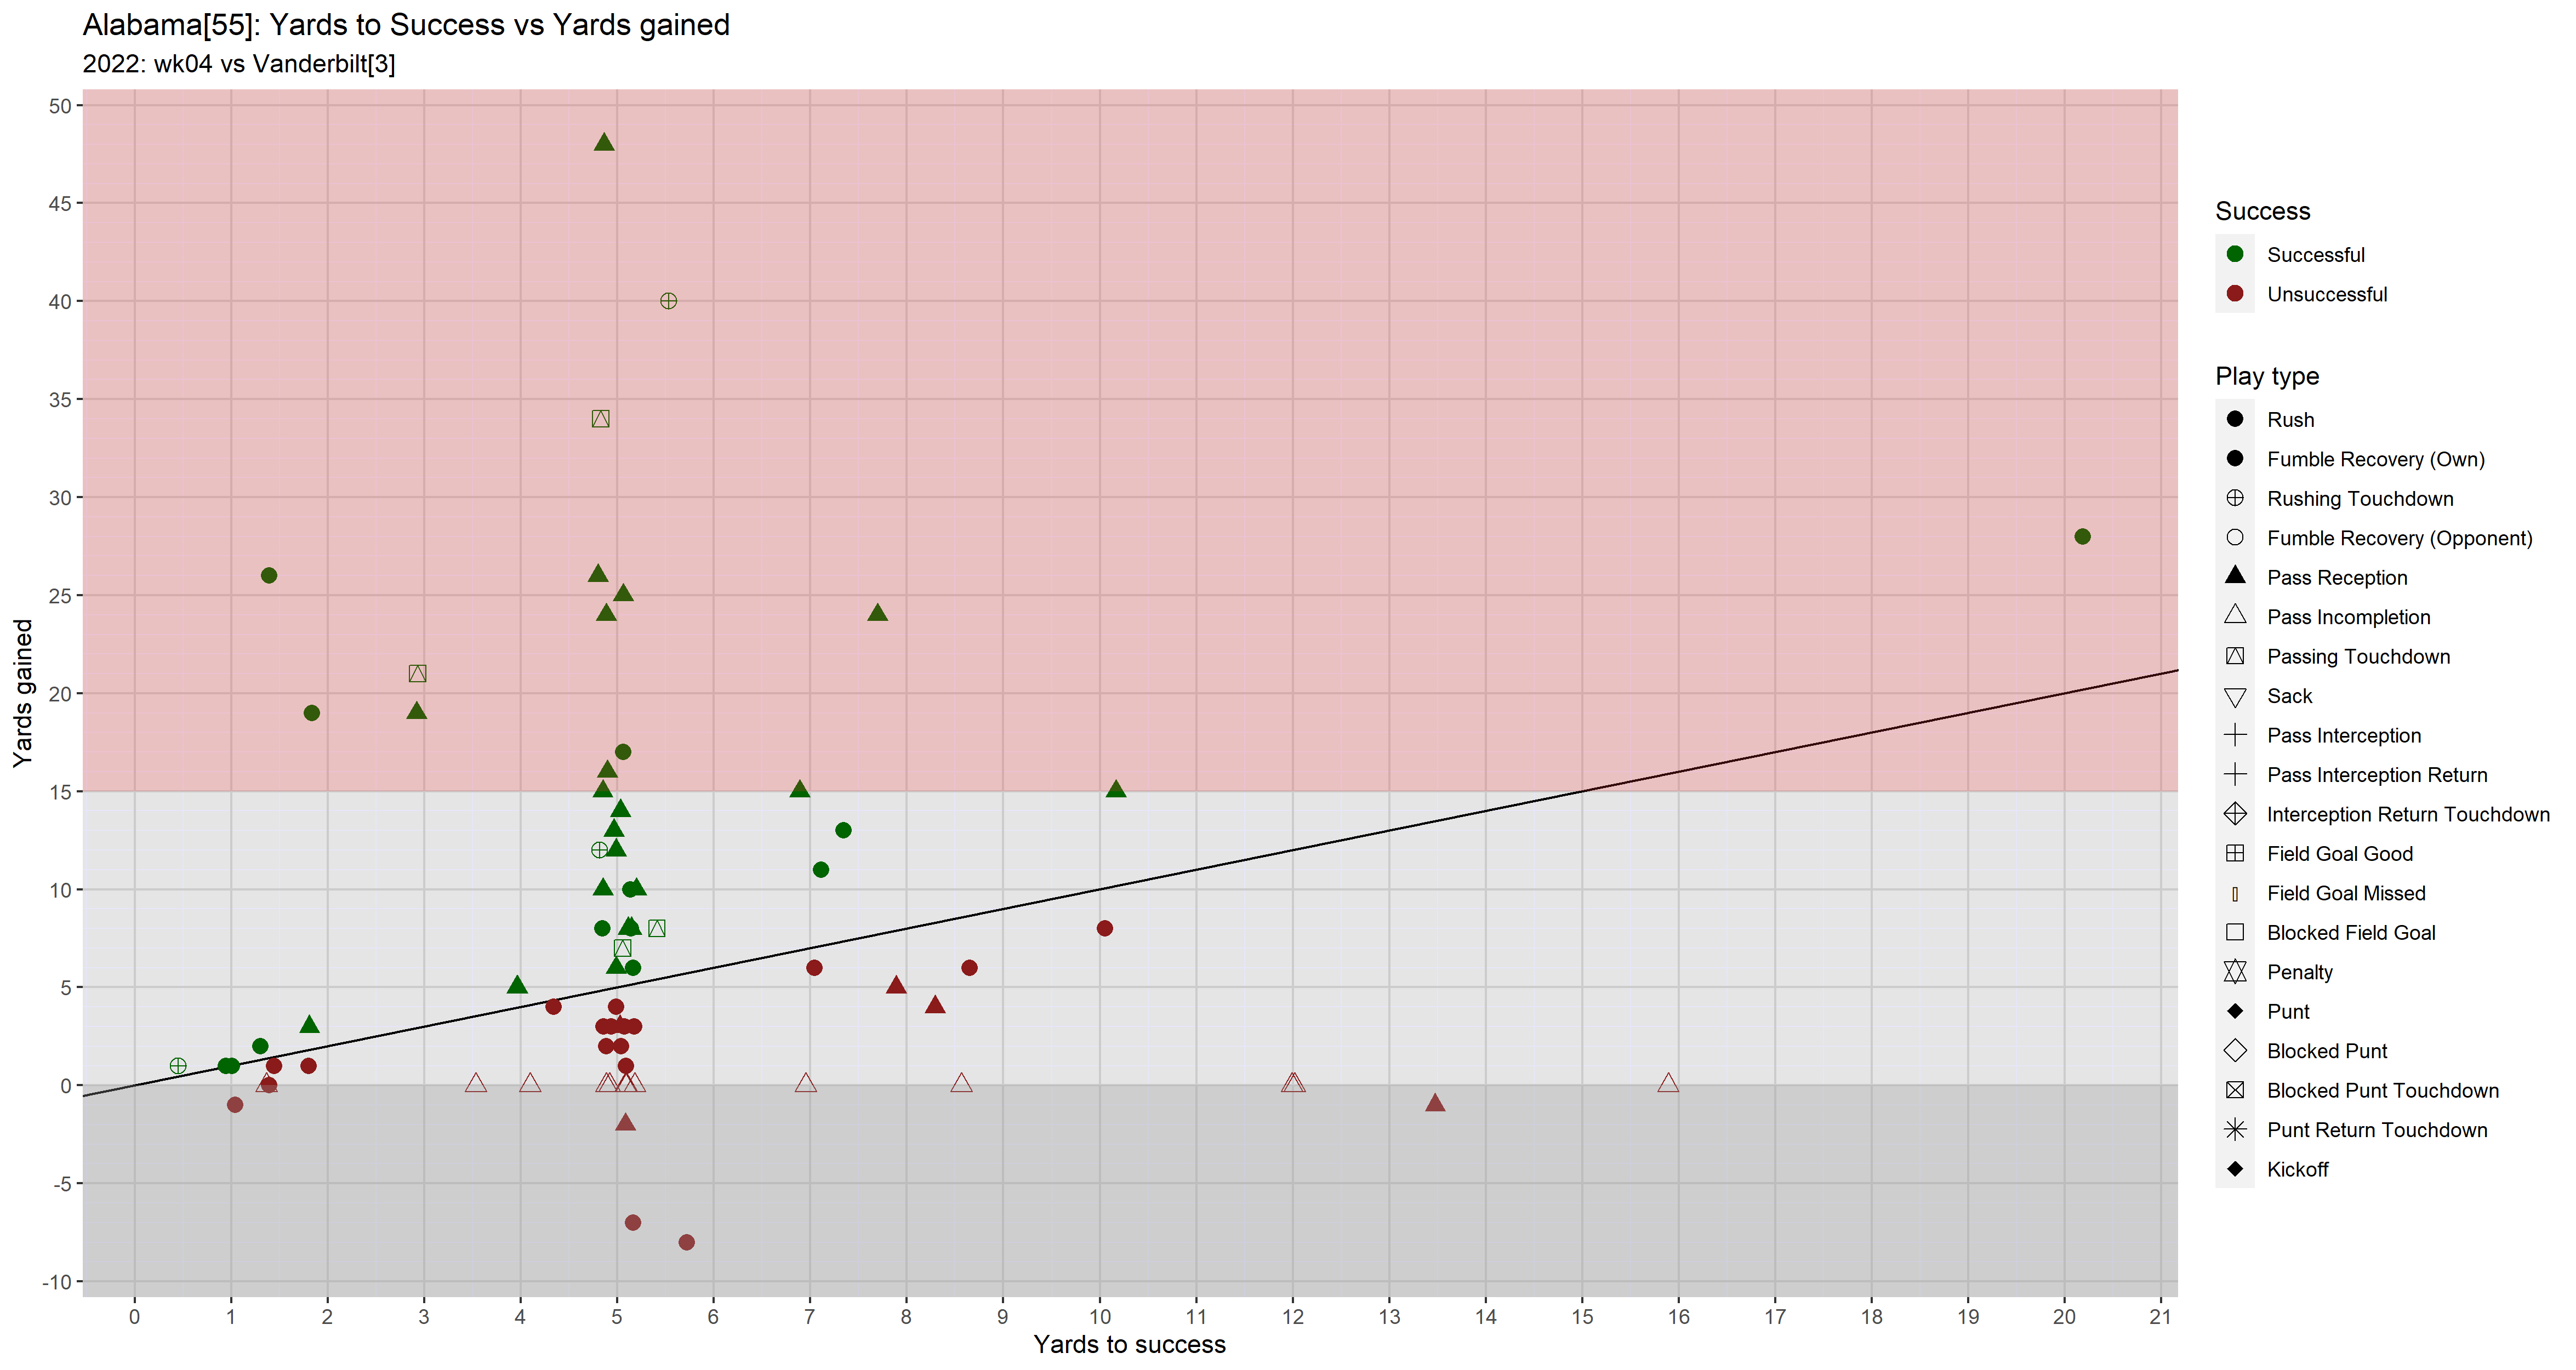 Alabama[55]: Yards to Success vs Yards gained
2022: wk04 vs Vanderbilt[3]
Yards gained
50
45
40
35
30
25
20
15
10
5
0
-5
-10
0 1 2 3 4 5 6 7 8 9 10 11 12 13 14 15 16 17 18 19 20 21
Yards to success
Success
Successful
Unsuccessful
Play type
Rush
Fumble Recovery (Own)
Rushing Touchdown
Fumble Recovery (Opponent)
Pass Reception
Pass Incompletion
Passing Touchdown
Sack
Pass Interception
Pass Interception Return
Interception Return Touchdown
Field Goal Good
Field Goal Missed
Blocked Field Goal
Penalty
Punt
Blocked Punt
Blocked Punt Touchdown
Punt Return Touchdown
Kickoff